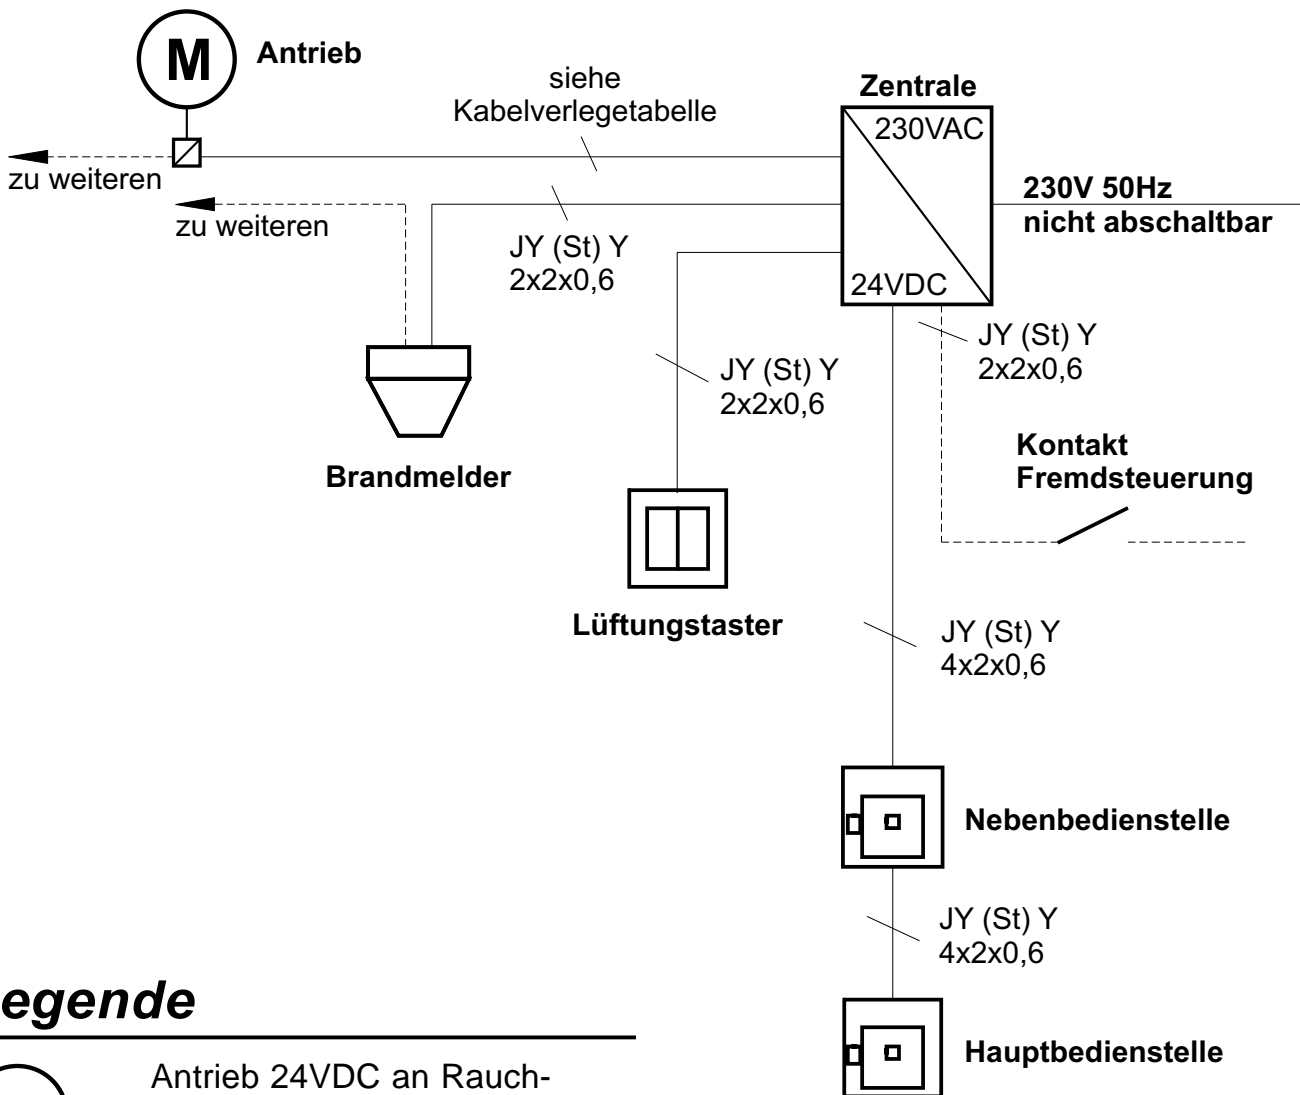 M
Antrieb
siehe
Kabelverlegetabelle
Zentrale
230VAC
24VDC
230V 50Hz
nicht abschaltbar
zu weiteren
zu weiteren
JY (St) Y
2x2x0,6
JY (St) Y
2x2x0,6
JY (St) Y
2x2x0,6
Brandmelder
Kontakt
Fremdsteuerung
Lüftungstaster
JY (St) Y
4x2x0,6
Nebenbedienstelle
JY (St) Y
4x2x0,6
Hauptbedienstelle
egende
Antrieb 24VDC an Rauch-